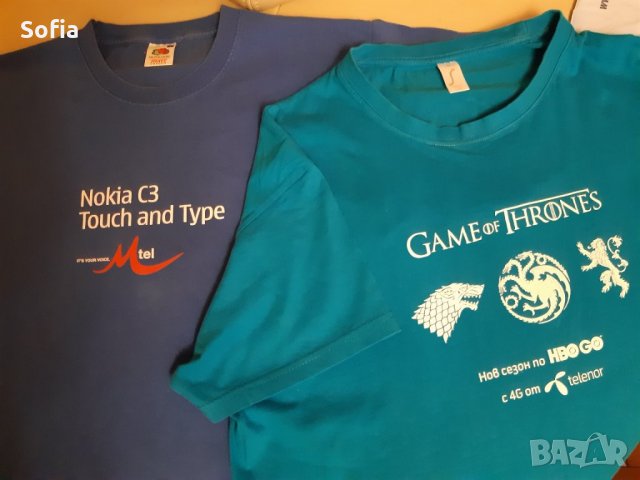 Sofia
Nokia C3
Touch and Type
IT'S YOUR VOICE. Mtel
GAME OF THRONES
Нов сезон по HBO GO
с 4G от telenor
BAZAR